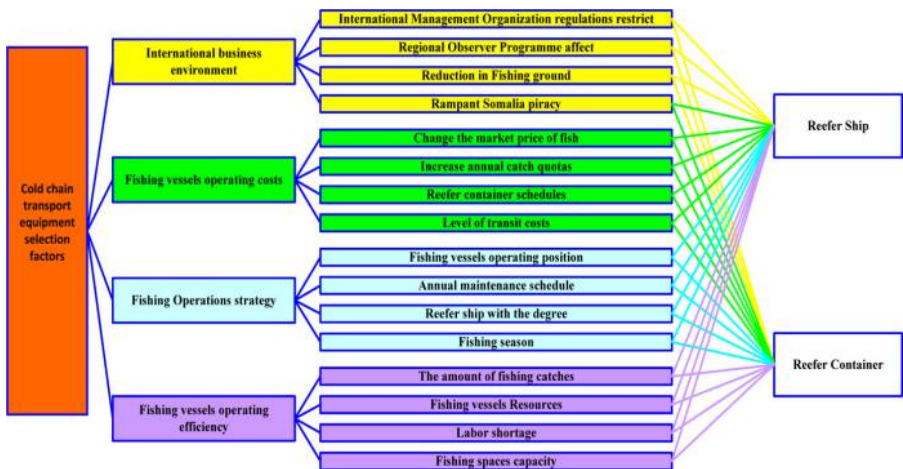 Cold chain
transport
equipment
selection
factors
International business
environment
International Management Organization regulations restrict
Regional Observer Programme affect
Reduction in Fishing ground
Rampant Somalia piracy
Fishing vessels operating costs
Change the market price of fish
Increase annual catch quotas
Reefer container schedules
Level of transit costs
Fishing Operations strategy
Fishing vessels operating position
Annual maintenance schedule
Reefer ship with the degree
Fishing season
Fishing vessels operating
efficiency
The amount of fishing catches
Fishing vessels Resources
Labor shortage
Fishing spaces capacity
Reefer Ship
Reefer Container